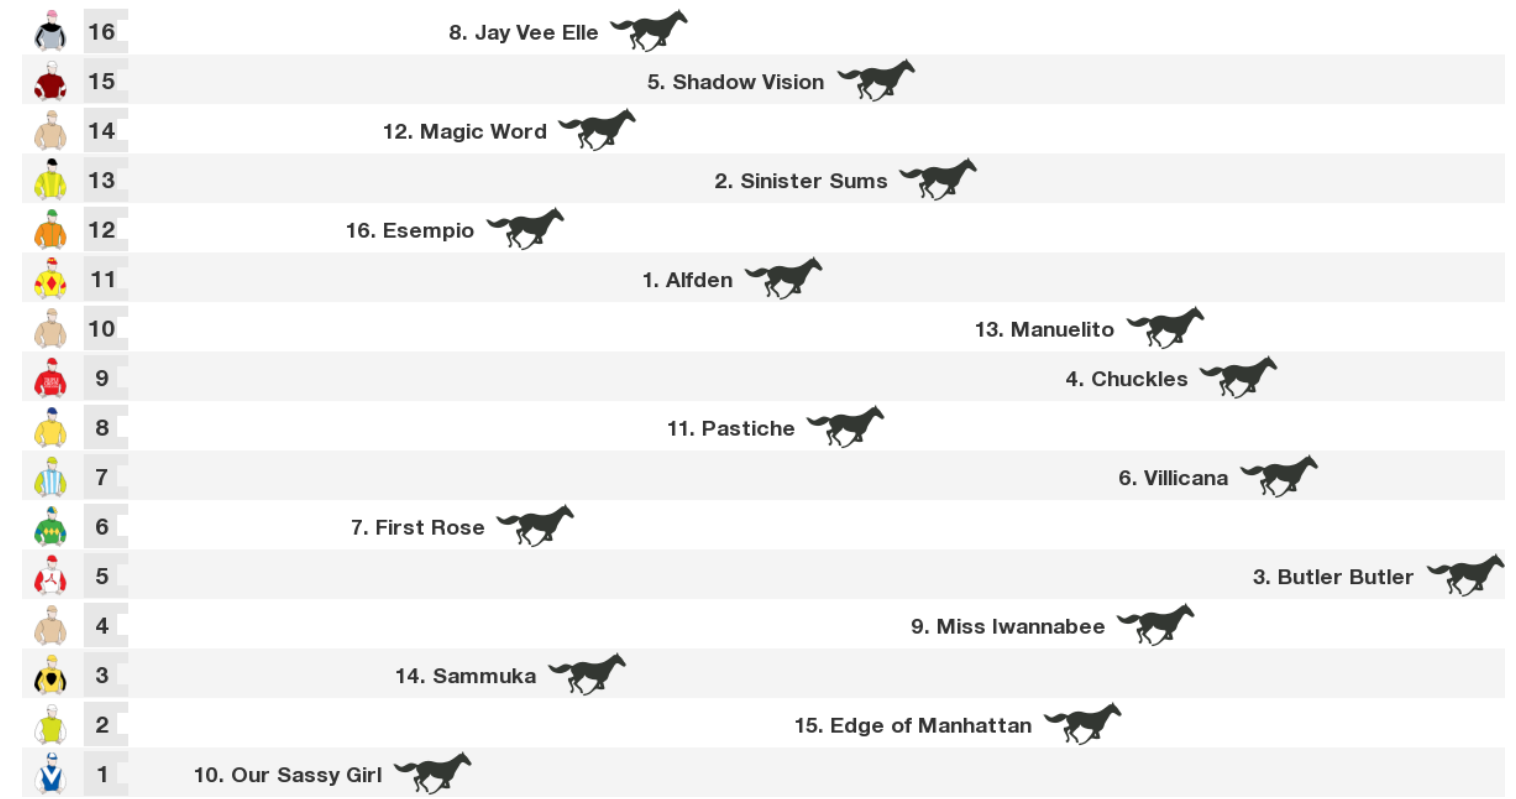 16 8. Jay Vee Elle
15 5. Shadow Vision
14 12. Magic Word
13 2. Sinister Sums
12 16. Esempio
11 1. Alfden
10 13. Manuelito
9 4. Chuckles
8 11. Pastiche
7 6. Villicana
6 7. First Rose
5 3. Butler Butler
4 9. Miss Iwannabee
3 14. Sammuka
2 15. Edge of Manhattan
1 10. Our Sassy Girl